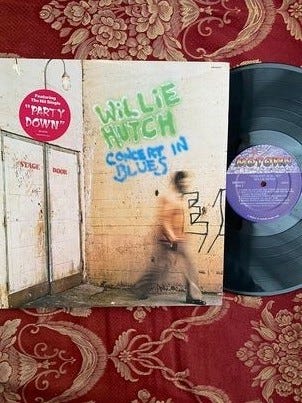 Featuring
The Hit Single
"PARTY
DOWN"
WILLIE
HUTCH
CONCERT IN
BLUES
STAGE DOOR
MOTOWN